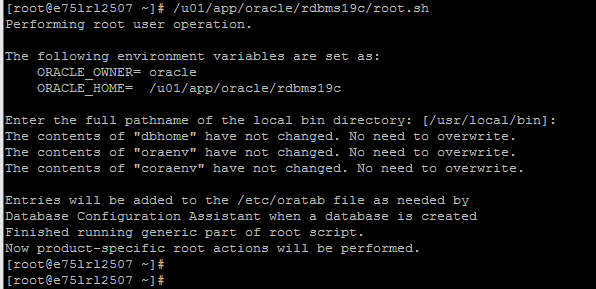 [root@e75lrl2507 ~]# /u01/app/oracle/rdbms19c/root.sh
Performing root user operation.
The following environment variables are set as:
ORACLE_OWNER= oracle
ORACLE_HOME=  /u01/app/oracle/rdbms19c
Enter the full pathname of the local bin directory: [/usr/local/bin]:
The contents of "dbhome" have not changed. No need to overwrite.
The contents of "oraenv" have not changed. No need to overwrite.
The contents of "coraenv" have not changed. No need to overwrite.
Entries will be added to the /etc/oratab file as needed by
Database Configuration Assistant when a database is created
Finished running generic part of root script.
Now product-specific root actions will be performed.
[root@e75lrl2507 ~]#
[root@e75lrl2507 ~]#